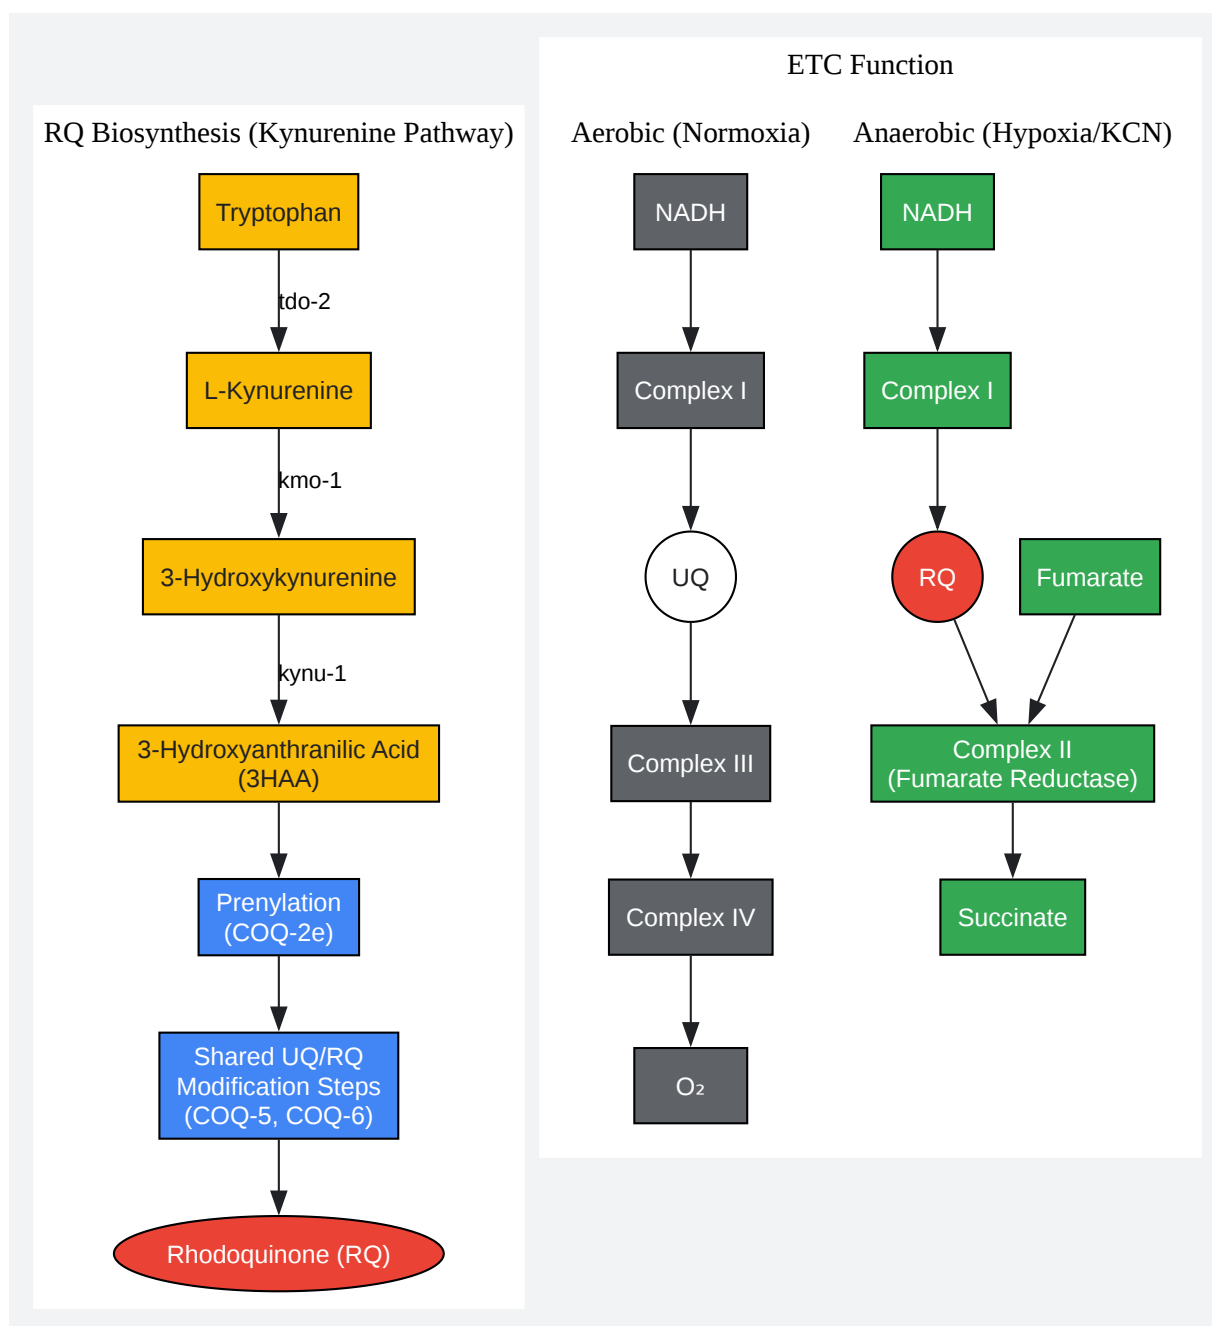 RQ Biosynthesis (Kynurenine Pathway)
Tryptophan
tdo-2
L-Kynurenine
kmo-1
3-Hydroxykynurenine
kynu-1
3-Hydroxyanthranilic Acid
(3HAA)
Prenylation
(COQ-2e)
Shared UQ/RQ
Modification Steps
(COQ-5, COQ-6)
Rhodoquinone (RQ)
ETC Function
Aerobic (Normoxia)
NADH
Complex I
UQ
Complex III
Complex IV
O₂
Anaerobic (Hypoxia/KCN)
NADH
Complex I
RQ
Fumarate
Complex II
(Fumarate Reductase)
Succinate